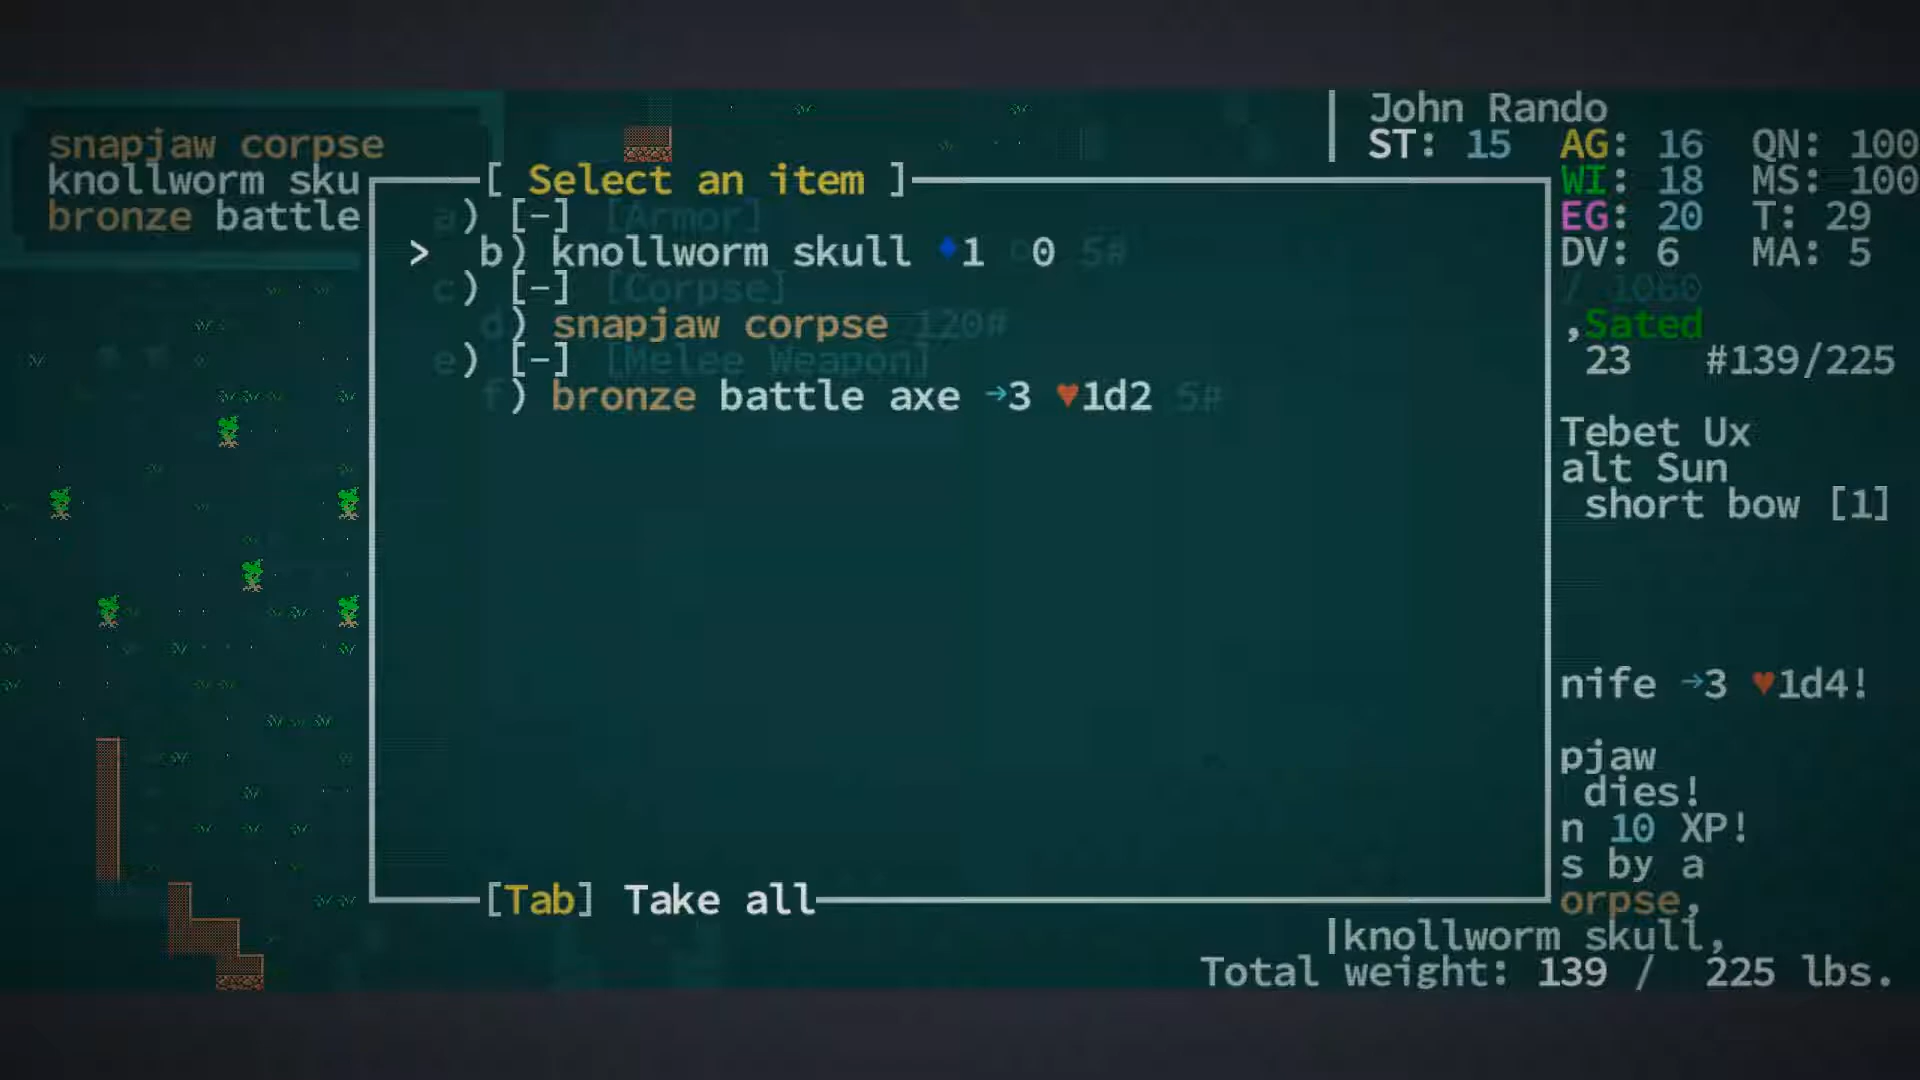 John Rando
snapjaw corpse
ST: 15 AG: 16 QN: 100
knollworm sku
[ Select an item ]
WI: 18 MS: 100
bronze battle
a) [-] [Armor]
EG: 20 T: 29
> b) knollworm skull ♦1 ○0 5#
DV: 6 MA: 5
c) [-] [Corpse]
/ 1060
d) snapjaw corpse 120#
,Sated
e) [-] [Melee Weapon]
23 #139/225
f) bronze battle axe →3 ♥1d2 5#
Tebet Ux
alt Sun
short bow [1]
nife →3 ♥1d4!
pjaw
dies!
n 10 XP!
s by a
[Tab] Take all
orpse,
knollworm skull,
Total weight: 139 / 225 lbs.